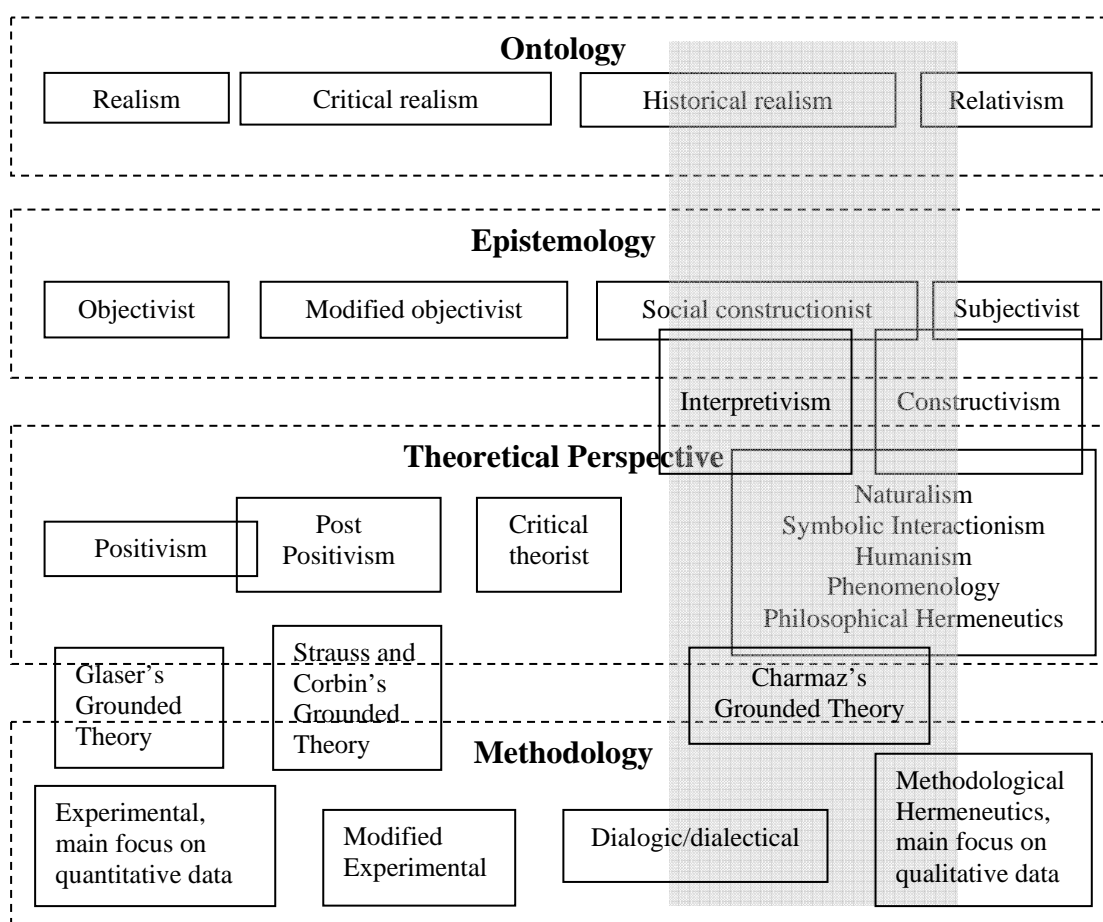 Ontology
Realism
Critical realism
Historical realism
Relativism
Epistemology
Objectivist
Modified objectivist
Social constructionist
Subjectivist
Interpretivism
Constructivism
Theoretical Perspective
Positivism
Post
Positivism
Critical
theorist
Naturalism
Symbolic Interactionism
Humanism
Phenomenology
Philosophical Hermeneutics
Glaser’s
Grounded
Theory
Strauss and
Corbin’s
Grounded
Theory
Charmaz’s
Grounded Theory
Methodology
Experimental,
main focus on
quantitative data
Modified
Experimental
Dialogic/dialectical
Methodological
Hermeneutics,
main focus on
qualitative data